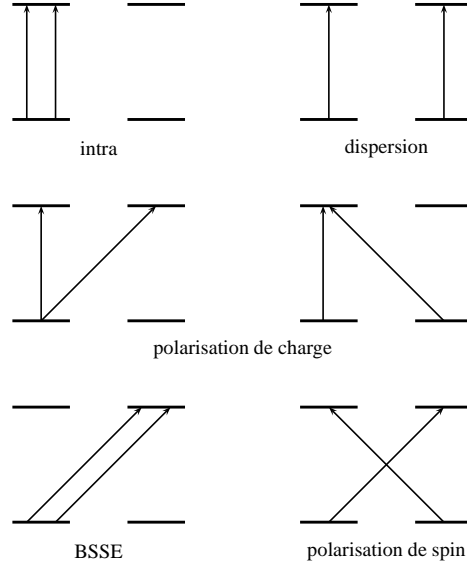 intra
dispersion
polarisation de charge
BSSE
polarisation de spin